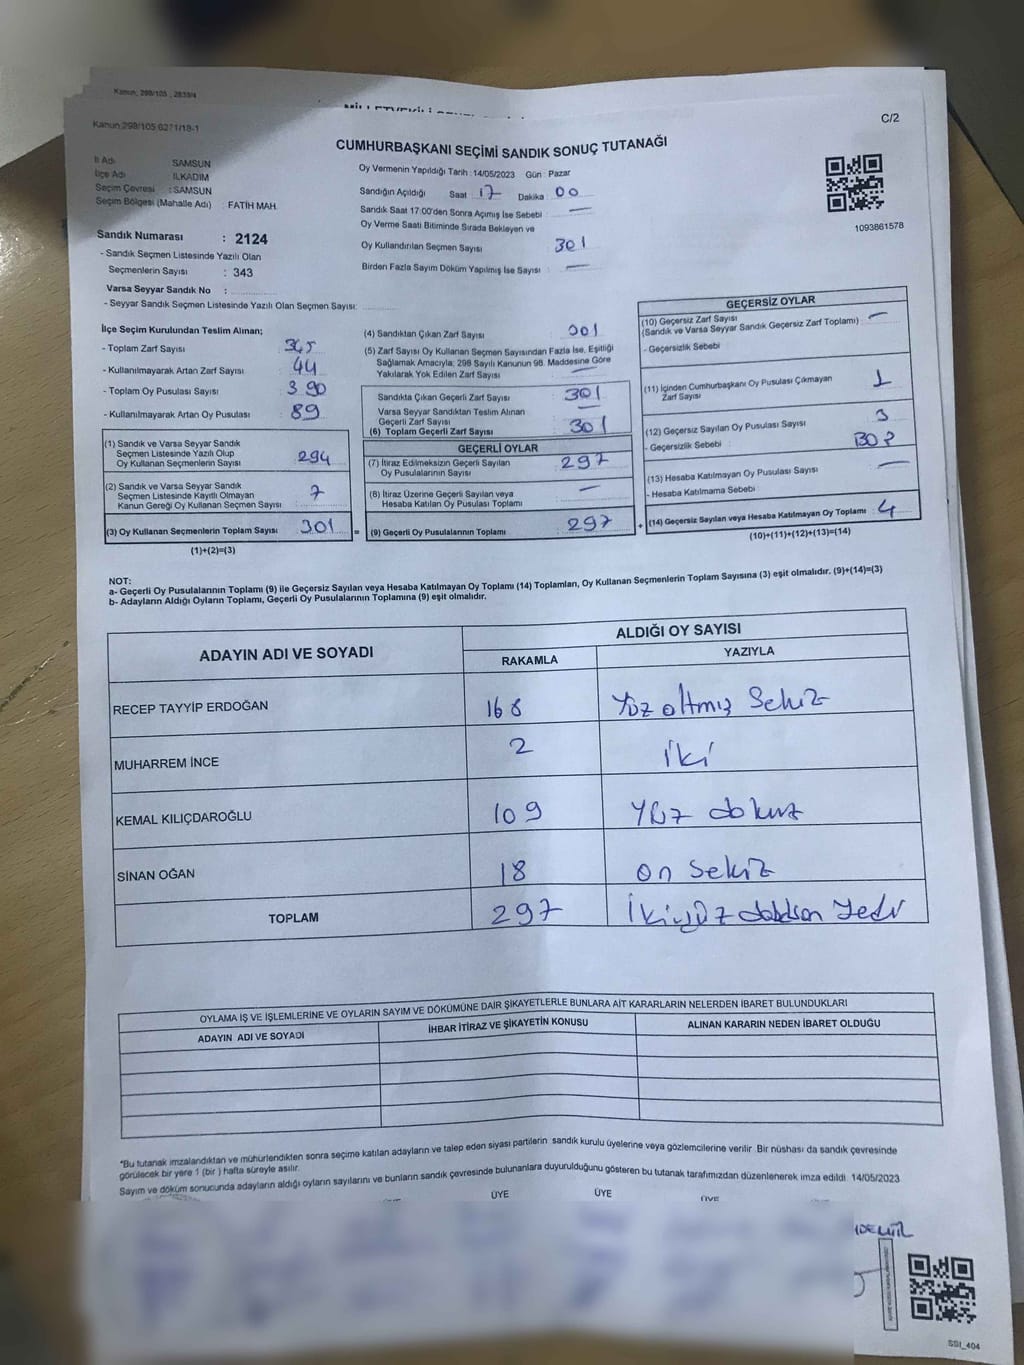 Kanun, 298/105, 2839/4
Kanun,298/105,6271/18-1
C/2
CUMHURBAŞKANI SEÇİMİ SANDIK SONUÇ TUTANAĞI
İl Adı SAMSUN
İlçe Adı İLKADIM
Seçim Çevresi : SAMSUN
Seçim Bölgesi (Mahalle Adı) : FATİH MAH.
Sandık Numarası : 2124
- Sandık Seçmen Listesinde Yazılı Olan
Seçmenlerin Sayısı : 343
Varsa Seyyar Sandık No :
- Seyyar Sandık Seçmen Listesinde Yazılı Olan Seçmen Sayısı:
Oy Vermenin Yapıldığı Tarih : 14/05/2023 Gün : Pazar
Sandığın Açıldığı Saat 17 Dakika : 00
Sandık Saat 17:00'den Sonra Açımış İse Sebebi : —
Oy Verme Saati Bitiminde Sırada Bekleyen ve
Oy Kullandırılan Seçmen Sayısı 301
Birden Fazla Sayım Döküm Yapılmış İse Sayısı : —
1093861578
İlçe Seçim Kurulundan Teslim Alınan;
- Toplam Zarf Sayısı 345
- Kullanılmayarak Artan Zarf Sayısı 44
- Toplam Oy Pusulası Sayısı 390
- Kullanılmayarak Artan Oy Pusulası 89
(1) Sandık ve Varsa Seyyar Sandık
Seçmen Listesinde Yazılı Olup
Oy Kullanan Seçmenlerin Sayısı 294
(2) Sandık ve Varsa Seyyar Sandık
Seçmen Listesinde Kayıtlı Olmayan
Kanun Gereği Oy Kullanan Seçmen Sayısı : 7
(3) Oy Kullanan Seçmenlerin Toplam Sayısı 301 =
(1)+(2)=(3)
(4) Sandıktan Çıkan Zarf Sayısı 001
(5) Zarf Sayısı Oy Kullanan Seçmen Sayısından Fazla İse, Eşitliği
Sağlamak Amacıyla; 298 Sayılı Kanunun 98. Maddesine Göre
Yakılarak Yok Edilen Zarf Sayısı —
Sandıkta Çıkan Geçerli Zarf Sayısı 301
Varsa Seyyar Sandıktan Teslim Alınan
Geçerli Zarf Sayısı —
(6) Toplam Geçerli Zarf Sayısı 301
GEÇERLİ OYLAR
(7) İtiraz Edilmeksizin Geçerli Sayılan
Oy Pusulalarının Sayısı : 297
(8) İtiraz Üzerine Geçerli Sayılan veya
Hesaba Katılan Oy Pusulası Toplamı —
(9) Geçerli Oy Pusulalarının Toplamı : 297 +
GEÇERSİZ OYLAR
(10) Geçersiz Zarf Sayısı
(Sandık ve Varsa Seyyar Sandık Geçersiz Zarf Toplamı) : —
- Geçersizlik Sebebi
(11) İçinden Cumhurbaşkanı Oy Pusulası Çıkmayan
Zarf Sayısı 1
(12) Geçersiz Sayılan Oy Pusulası Sayısı 3
- Geçersizlik Sebebi :
(13) Hesaba Katılmayan Oy Pusulası Sayısı —
- Hesaba Katılmama Sebebi
(14) Geçersiz Sayılan veya Hesaba Katılmayan Oy Toplamı : 4
(10)+(11)+(12)+(13)=(14)
NOT:
a- Geçerli Oy Pusulalarının Toplamı (9) ile Geçersiz Sayılan veya Hesaba Katılmayan Oy Toplamı (14) Toplamları, Oy Kullanan Seçmenlerin Toplam Sayısına (3) eşit olmalıdır. (9)+(14)=(3)
b- Adayların Aldığı Oyların Toplamı, Geçerli Oy Pusulalarının Toplamına (9) eşit olmalıdır.
ADAYIN ADI VE SOYADI
ALDIĞI OY SAYISI
RAKAMLA YAZIYLA
RECEP TAYYİP ERDOĞAN 168 Yüz altmış Sekiz
MUHARREM İNCE 2 iki
KEMAL KILIÇDAROĞLU 109 Yüz dokuz
SİNAN OĞAN 18 on Sekiz
TOPLAM 297 İkiyüz doksan Yedi
OYLAMA İŞ VE İŞLEMLERİNE VE OYLARIN SAYIM VE DÖKÜMÜNE DAİR ŞİKAYETLERLE BUNLARA AİT KARARLARIN NELERDEN İBARET BULUNDUKLARI
ADAYIN ADI VE SOYADI İHBAR İTİRAZ VE ŞİKAYETİN KONUSU ALINAN KARARIN NEDEN İBARET OLDUĞU
*Bu tutanak imzalandıktan ve mühürlendikten sonra seçime katılan adayların ve talep eden siyasi partilerin sandık kurulu üyelerine veya gözlemcilerine verilir. Bir nüshası da sandık çevresinde
görülecek bir yere 1 (bir ) hafta süreyle asılır.
Sayım ve döküm sonucunda adayların aldığı oyların sayılarını ve bunların sandık çevresinde bulunanlara duyurulduğunu gösteren bu tutanak tarafımızdan düzenlenerek imza edildi. 14/05/2023
ÜYE ÜYE ÜYE
SSI_404